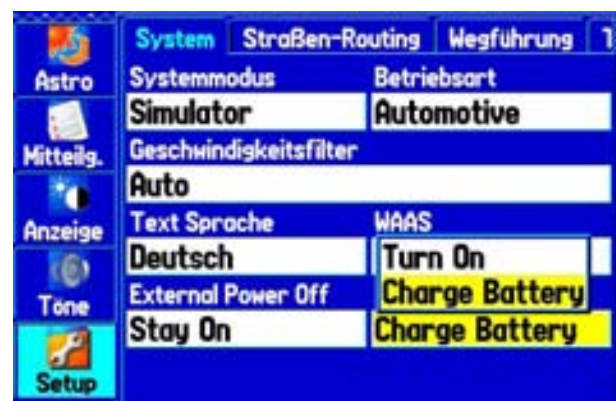 Astro
Mitteilg.
Anzeige
Töne
Setup
System Straßen-Routing Wegführung
Systemmodus Betriebsart
Simulator Automotive
Geschwindigkeitsfilter
Auto
Text Sprache WAAS
Deutsch Turn On
External Power Off Charge Battery
Stay On Charge Battery